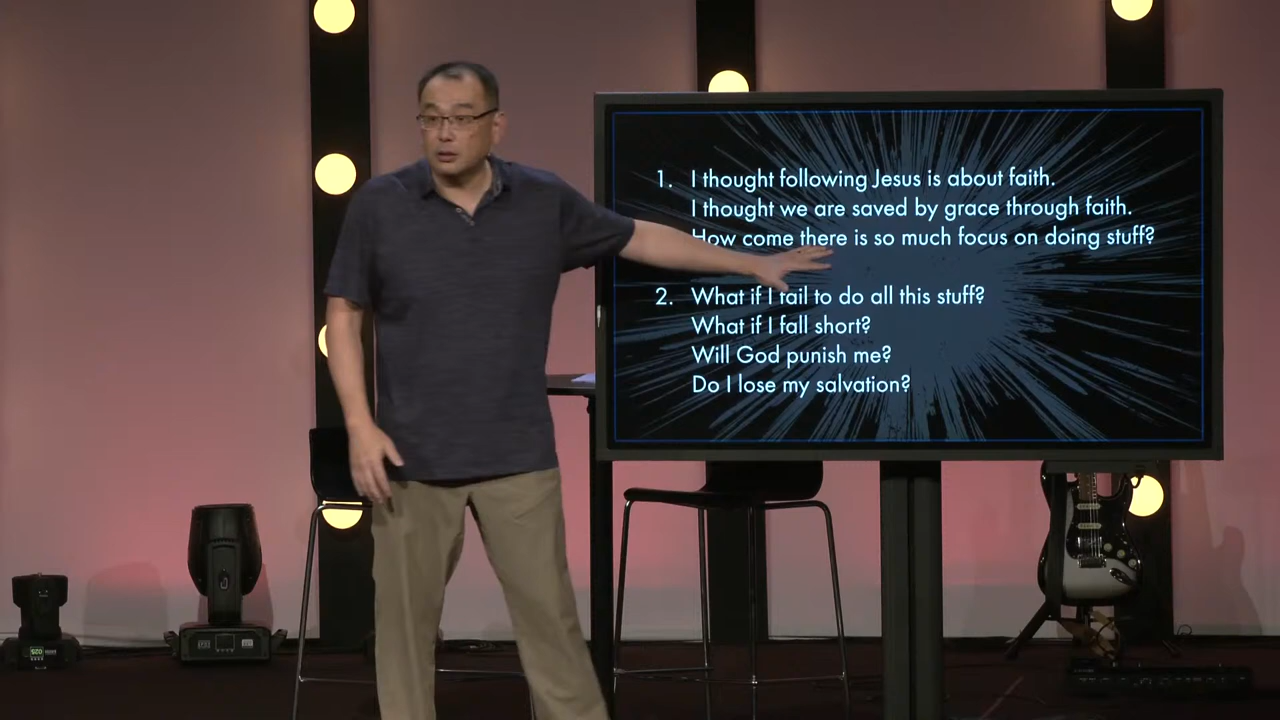 1. I thought following Jesus is about faith.
I thought we are saved by grace through faith.
How come there is so much focus on doing stuff?
2. What if I fail to do all this stuff?
What if I fall short?
Will God punish me?
Do I lose my salvation?